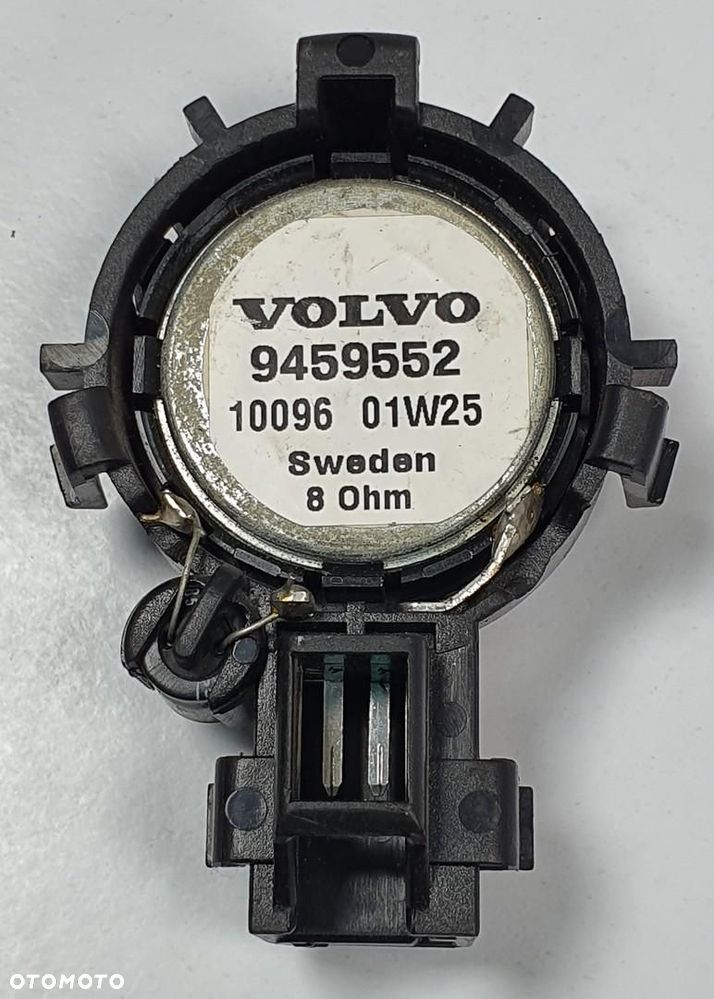 VOLVO
9459552
10096 01W25
Sweden
8 Ohm
OTOMOTO